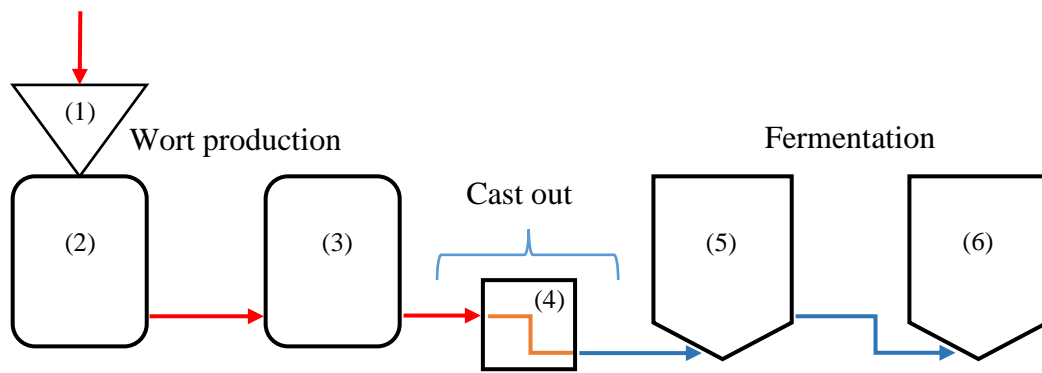 (1)
Wort production
Fermentation
Cast out
(2)
(3)
(4)
(5)
(6)